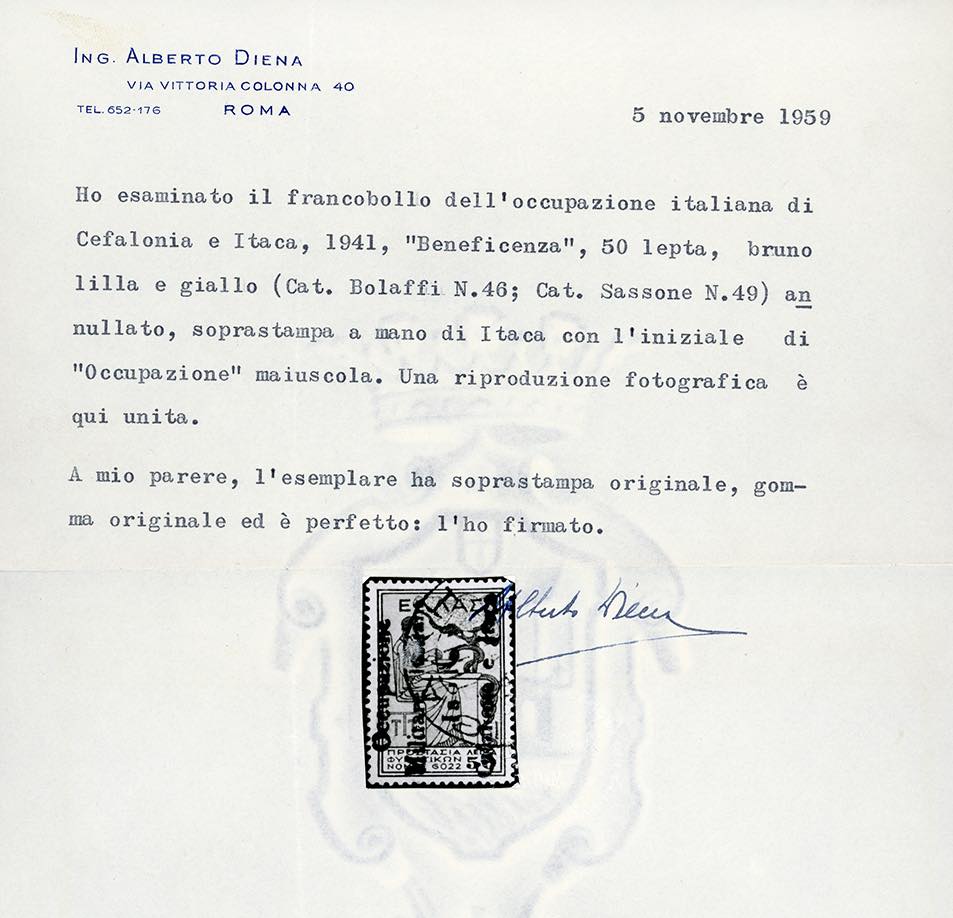 ING. ALBERTO DIENA
VIA VITTORIA COLONNA 40
TEL. 652-176 ROMA
5 novembre 1959
Ho esaminato il francobollo dell'occupazione italiana di
Cefalonia e Itaca, 1941, "Beneficenza", 50 lepta, bruno
lilla e giallo (Cat. Bolaffi N.46; Cat. Sassone N.49) an
nullato, soprastampa a mano di Itaca con l'iniziale di
"Occupazione" maiuscola. Una riproduzione fotografica è
qui unita.
A mio parere, l'esemplare ha soprastampa originale, gom-
ma originale ed è perfetto: l'ho firmato.
Alberto Diena
Occupazione
ΠΡΟΣΤΑΣΙΑ
6022